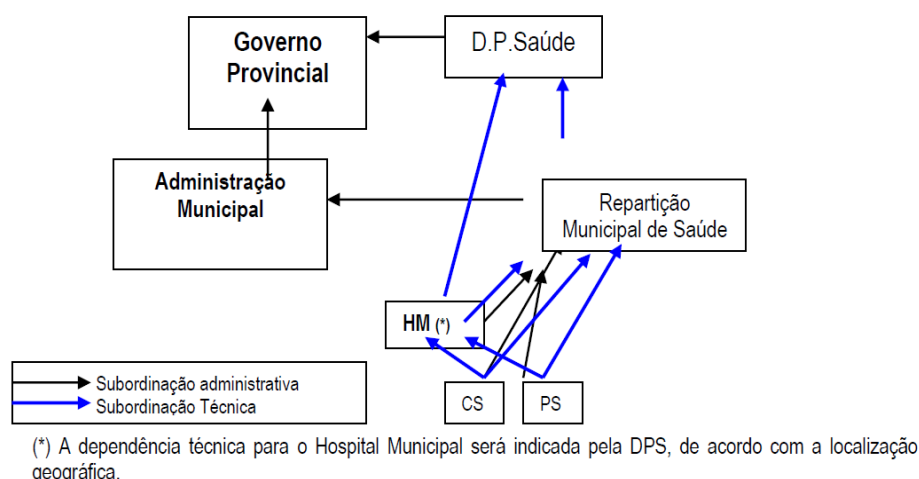 Governo
Provincial
D.P.Saúde
Administração
Municipal
Repartição
Municipal de Saúde
HM (*)
CS
PS
Subordinação administrativa
Subordinação Técnica
(*) A dependência técnica para o Hospital Municipal será indicada pela DPS, de acordo com a localização
geográfica.